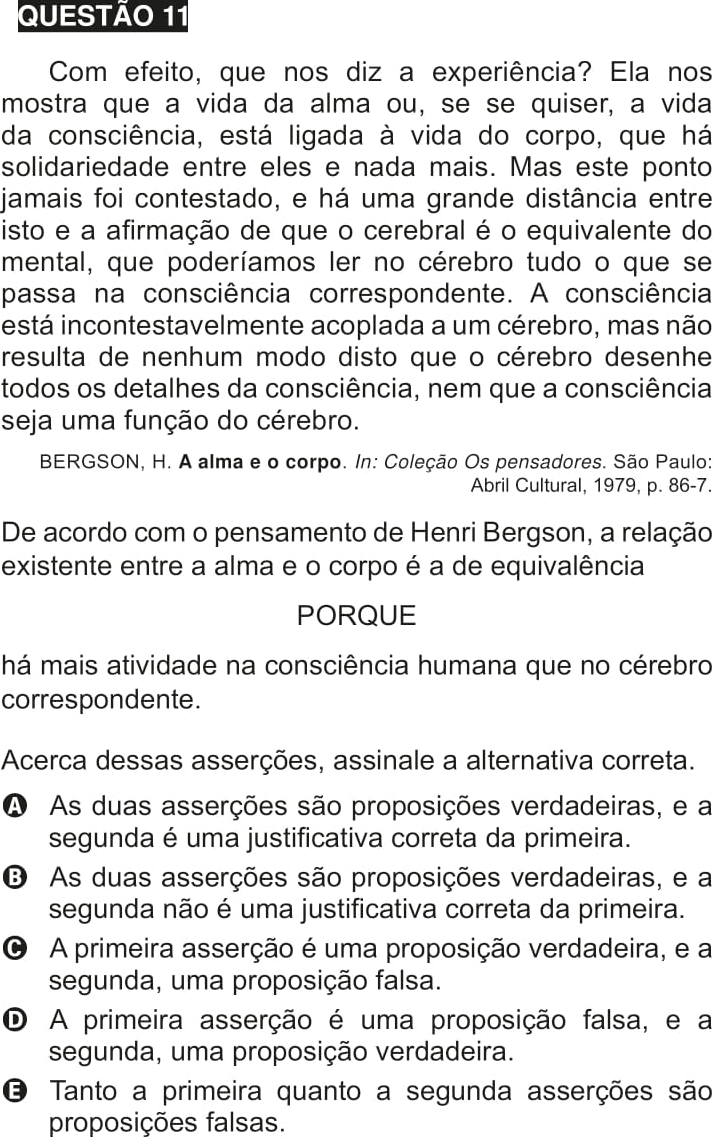 QUESTÃO 11
Com efeito, que nos diz a experiência? Ela nos
mostra que a vida da alma ou, se se quiser, a vida
da consciência, está ligada à vida do corpo, que há
solidariedade entre eles e nada mais. Mas este ponto
jamais foi contestado, e há uma grande distância entre
isto e a afirmação de que o cerebral é o equivalente do
mental, que poderíamos ler no cérebro tudo o que se
passa na consciência correspondente. A consciência
está incontestavelmente acoplada a um cérebro, mas não
resulta de nenhum modo disto que o cérebro desenhe
todos os detalhes da consciência, nem que a consciência
seja uma função do cérebro.
BERGSON, H. A alma e o corpo. In: Coleção Os pensadores. São Paulo:
Abril Cultural, 1979, p. 86-7.
De acordo com o pensamento de Henri Bergson, a relação
existente entre a alma e o corpo é a de equivalência
PORQUE
há mais atividade na consciência humana que no cérebro
correspondente.
Acerca dessas asserções, assinale a alternativa correta.
A As duas asserções são proposições verdadeiras, e a
segunda é uma justificativa correta da primeira.
B As duas asserções são proposições verdadeiras, e a
segunda não é uma justificativa correta da primeira.
C A primeira asserção é uma proposição verdadeira, e a
segunda, uma proposição falsa.
D A primeira asserção é uma proposição falsa, e a
segunda, uma proposição verdadeira.
E Tanto a primeira quanto a segunda asserções são
proposições falsas.